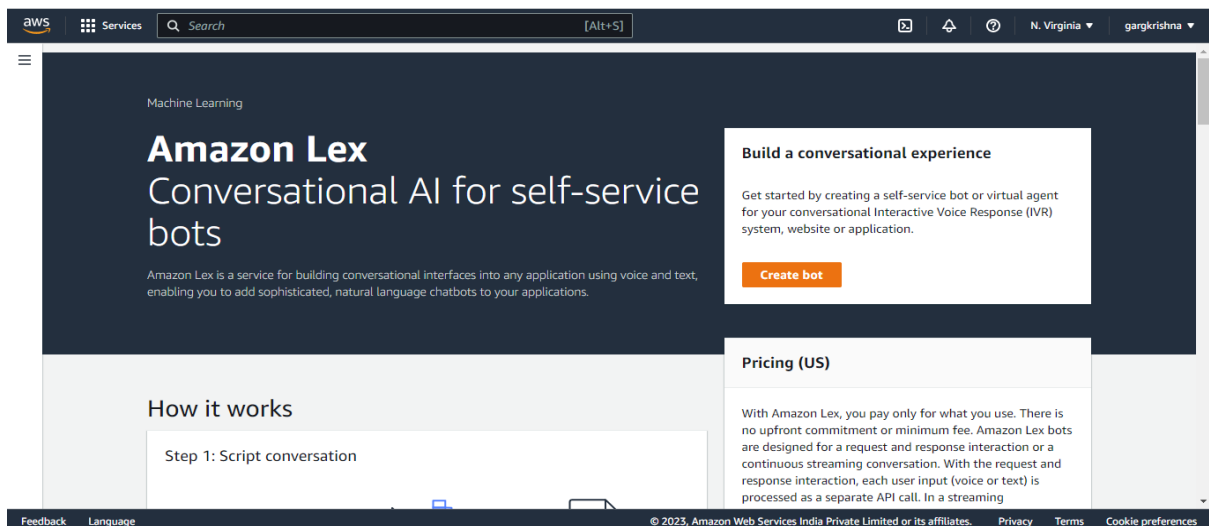 aws
Services
Search
[Alt+S]
N. Virginia
gargkrishna
Machine Learning
Amazon Lex
Conversational AI for self-service
bots
Amazon Lex is a service for building conversational interfaces into any application using voice and text,
enabling you to add sophisticated, natural language chatbots to your applications.
Build a conversational experience
Get started by creating a self-service bot or virtual agent
for your conversational Interactive Voice Response (IVR)
system, website or application.
Create bot
How it works
Step 1: Script conversation
Pricing (US)
With Amazon Lex, you pay only for what you use. There is
no upfront commitment or minimum fee. Amazon Lex bots
are designed for a request and response interaction or a
continuous streaming conversation. With the request and
response interaction, each user input (voice or text) is
processed as a separate API call. In a streaming
Feedback
Language
© 2023, Amazon Web Services India Private Limited or its affiliates.
Privacy
Terms
Cookie preferences